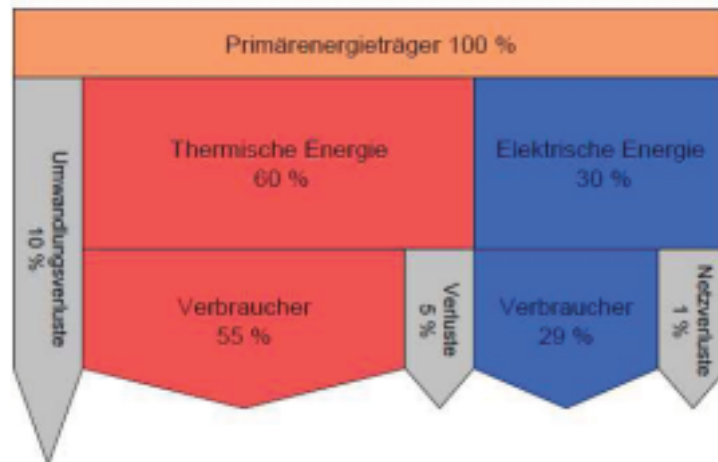 Primärenergieträger 100 %
Umwandlungsverluste
10 %
Thermische Energie
60 %
Elektrische Energie
30 %
Verbraucher
55 %
Verluste
5 %
Verbraucher
29 %
Netzverluste
1 %